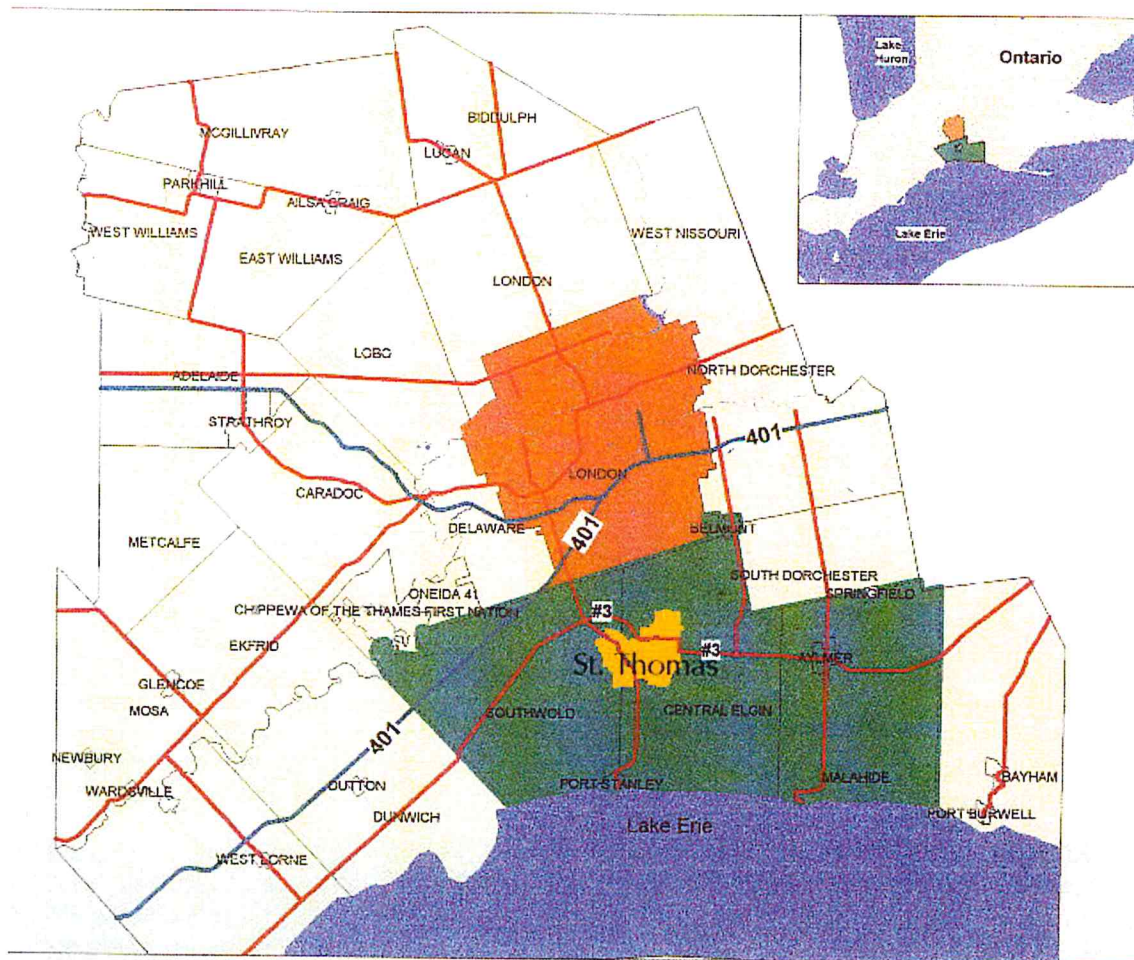 Lake
Huron
Ontario
Lake Erie
BIDDULPH
MCGILLIVRAY
LUCAN
PARKHILL
AILSA CRAIG
WEST WILLIAMS
WEST NISSOURI
EAST WILLIAMS
LONDON
LOBO
ADELAIDE
NORTH DORCHESTER
STRATHROY
401
LONDON
CARADOC
DELAWARE
BELMONT
401
METCALFE
SOUTH DORCHESTER
ONEIDA 41
SPRINGFIELD
CHIPPEWA OF THE THAMES FIRST NATION
#3
EKFRID
#3
AYLMER
St. Thomas
GLENCOE
MOSA
SOUTHWOLD
CENTRAL ELGIN
401
NEWBURY
WARDSVILLE
DUTTON
PORT STANLEY
MALAHIDE
BAYHAM
DUNWICH
PORT BURWELL
Lake Erie
WEST LORNE